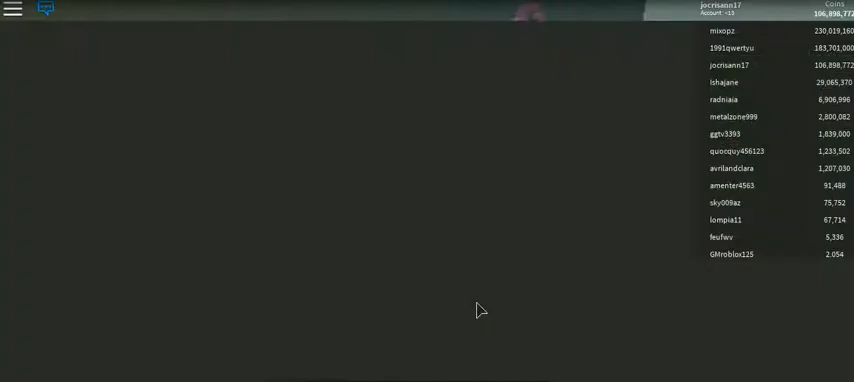 jocrisann17 Coins
Account: <13 106,898,772
mixopz 230,019,160
1991qwertyu 183,701,000
jocrisann17 106,898,772
Ishajane 29,065,370
radniaia 6,906,996
metalzone999 2,800,082
ggtv3393 1,839,000
quocquy456123 1,233,502
avrilandclara 1,207,030
amenter4563 91,488
sky009az 75,752
lompia11 67,714
feufwv 5,336
GMroblox125 2,054